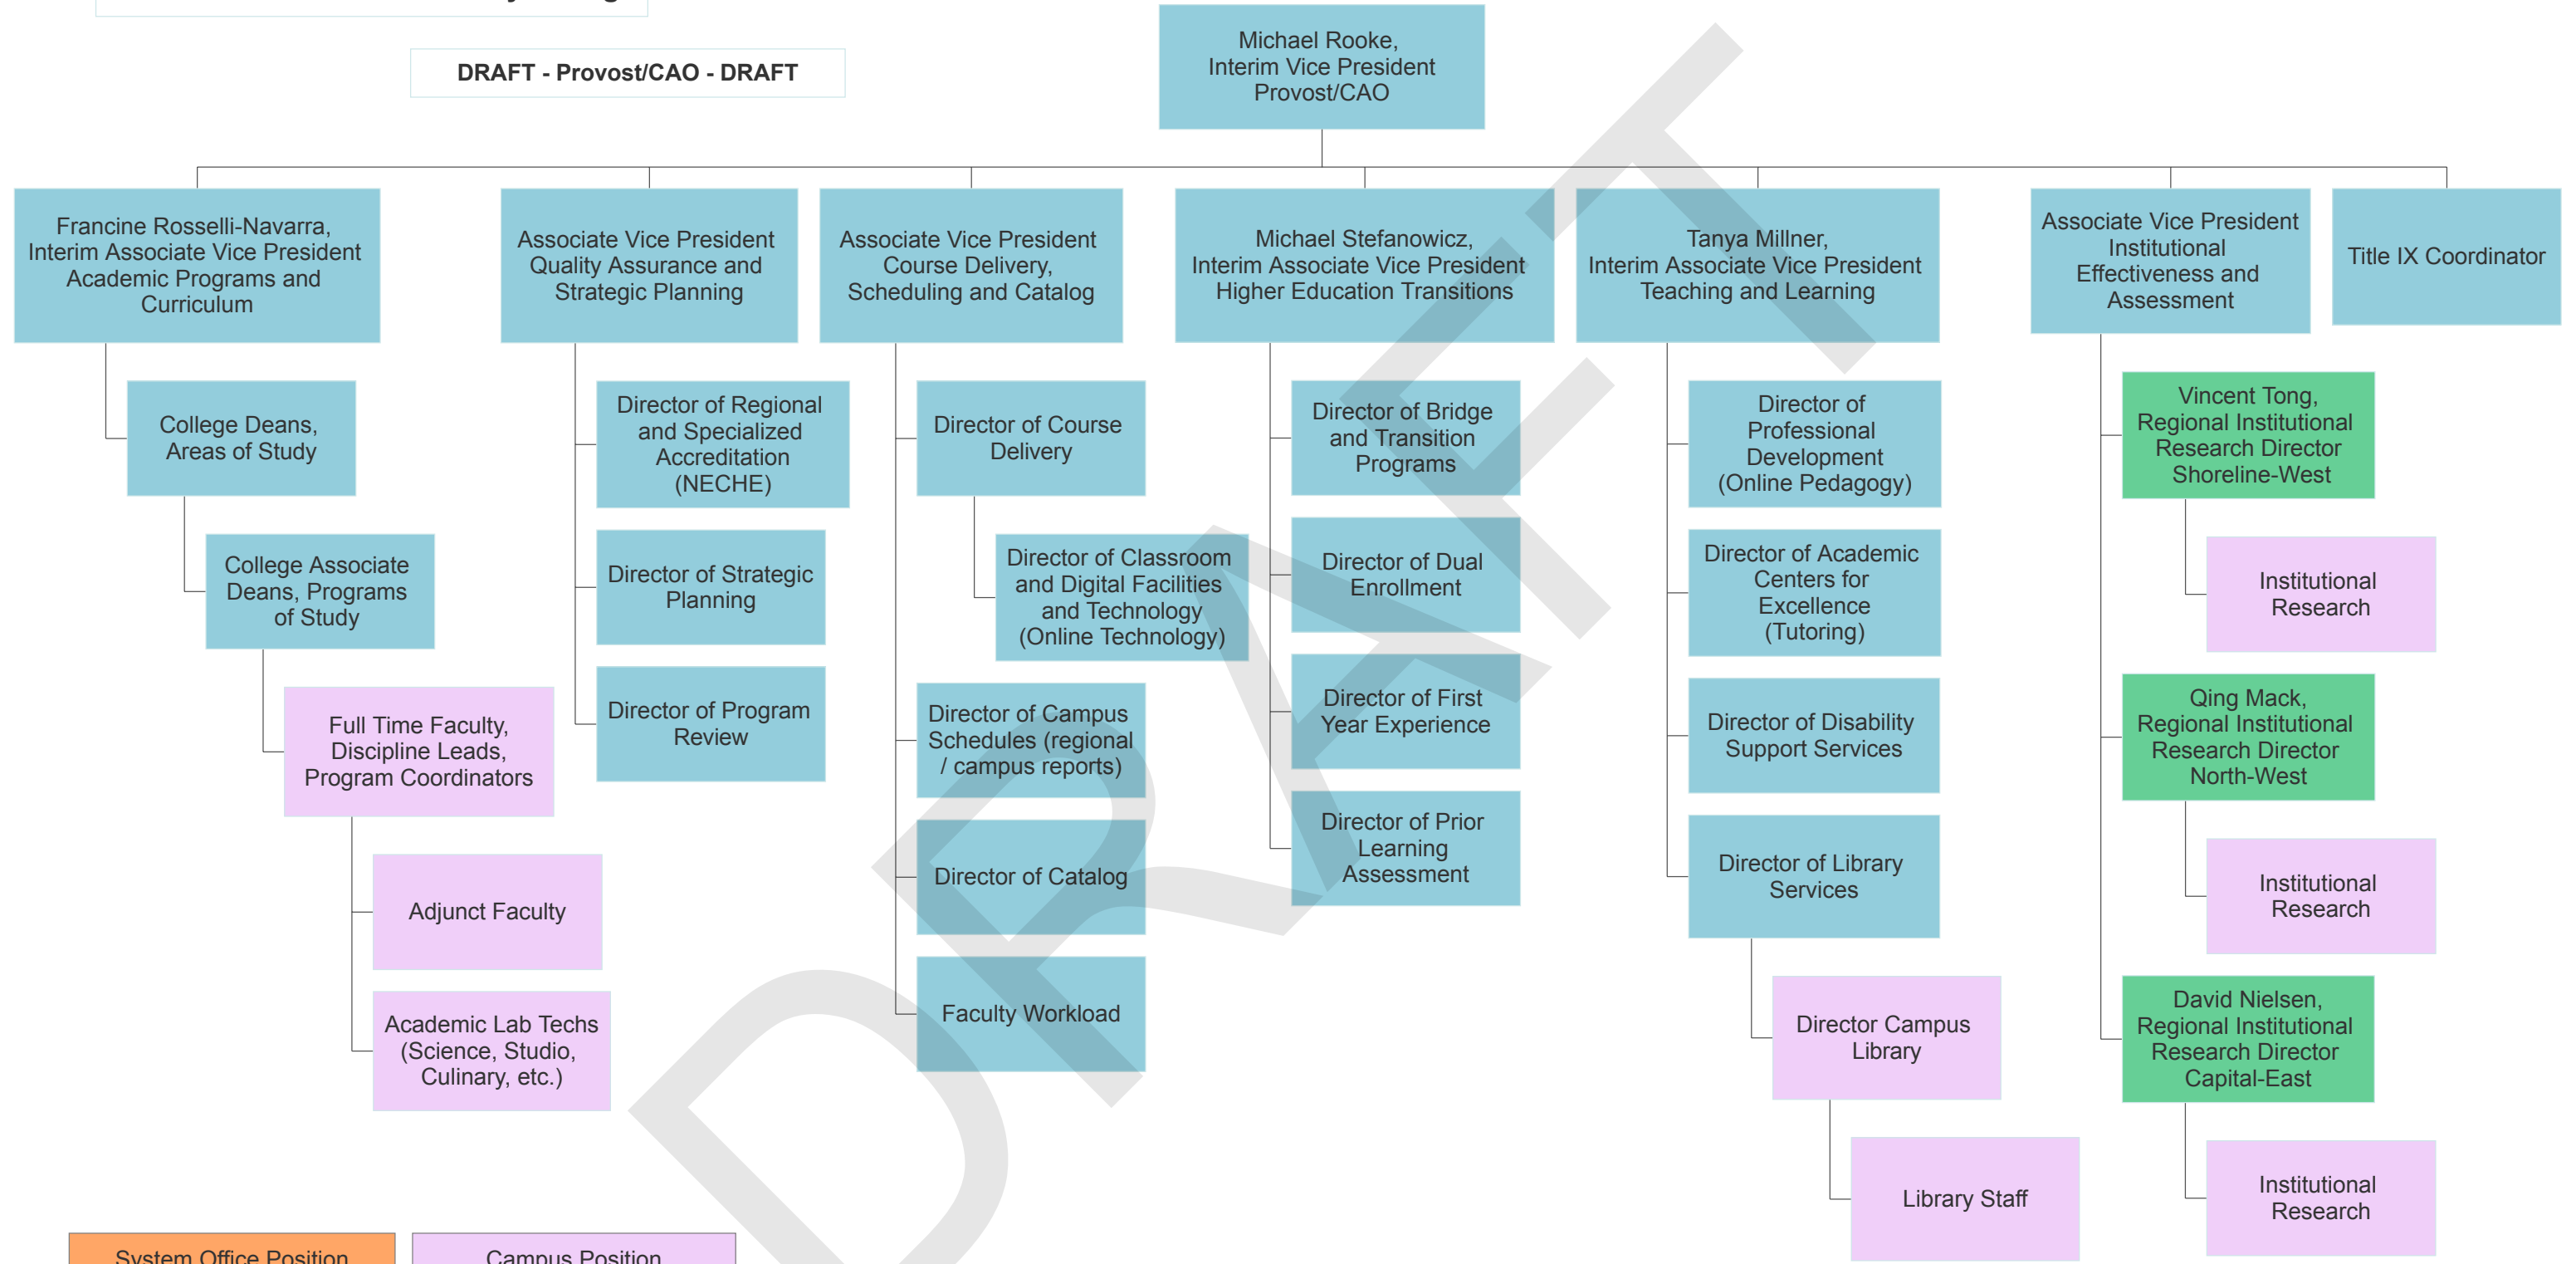 DRAFT - Provost/CAO - DRAFT
Michael Rooke,
Interim Vice President
Provost/CAO
Francine Rosselli-Navarra,
Interim Associate Vice President
Academic Programs and
Curriculum
College Deans,
Areas of Study
College Associate
Deans, Programs
of Study
Full Time Faculty,
Discipline Leads,
Program Coordinators
Adjunct Faculty
Academic Lab Techs
(Science, Studio,
Culinary, etc.)
Associate Vice President
Quality Assurance and
Strategic Planning
Director of Regional
and Specialized
Accreditation
(NECHE)
Director of Strategic
Planning
Director of Program
Review
Associate Vice President
Course Delivery,
Scheduling and Catalog
Director of Course
Delivery
Director of Classroom
and Digital Facilities
and Technology
(Online Technology)
Director of Campus
Schedules (regional
/ campus reports)
Director of Catalog
Faculty Workload
Michael Stefanowicz,
Interim Associate Vice President
Higher Education Transitions
Director of Bridge
and Transition
Programs
Director of Dual
Enrollment
Director of First
Year Experience
Director of Prior
Learning
Assessment
Tanya Millner,
Interim Associate Vice President
Teaching and Learning
Director of
Professional
Development
(Online Pedagogy)
Director of Academic
Centers for
Excellence
(Tutoring)
Director of Disability
Support Services
Director of Library
Services
Director Campus
Library
Library Staff
Associate Vice President
Institutional
Effectiveness and
Assessment
Vincent Tong,
Regional Institutional
Research Director
Shoreline-West
Institutional
Research
Qing Mack,
Regional Institutional
Research Director
North-West
Institutional
Research
David Nielsen,
Regional Institutional
Research Director
Capital-East
Institutional
Research
Title IX Coordinator
System Office Position
Campus Position
DRAFT